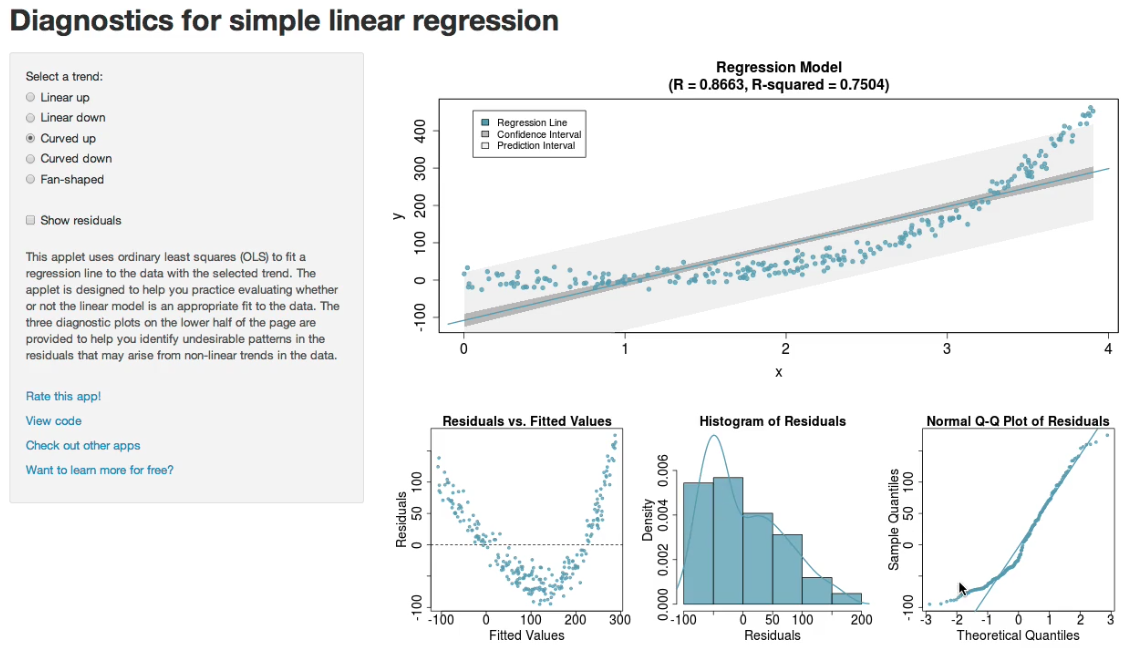 Diagnostics for simple linear regression
Select a trend:
Linear up
Linear down
Curved up
Curved down
Fan-shaped
Show residuals
This applet uses ordinary least squares (OLS) to fit a
regression line to the data with the selected trend. The
applet is designed to help you practice evaluating whether
or not the linear model is an appropriate fit to the data. The
three diagnostic plots on the lower half of the page are
provided to help you identify undesirable patterns in the
residuals that may arise from non-linear trends in the data.
Rate this app!
View code
Check out other apps
Want to learn more for free?
Regression Model
(R = 0.8663, R-squared = 0.7504)
Regression Line
Confidence Interval
Prediction Interval
y
400
300
200
100
0
-100
0 1 2 3 4
x
Residuals vs. Fitted Values
Residuals
100
50
0
-100
-100 0 100 200 300
Fitted Values
Histogram of Residuals
Density
0.006
0.004
0.002
0.000
-100 0 50 100 200
Residuals
Normal Q-Q Plot of Residuals
Sample Quantiles
100
50
0
-100
-3 -2 -1 0 1 2 3
Theoretical Quantiles